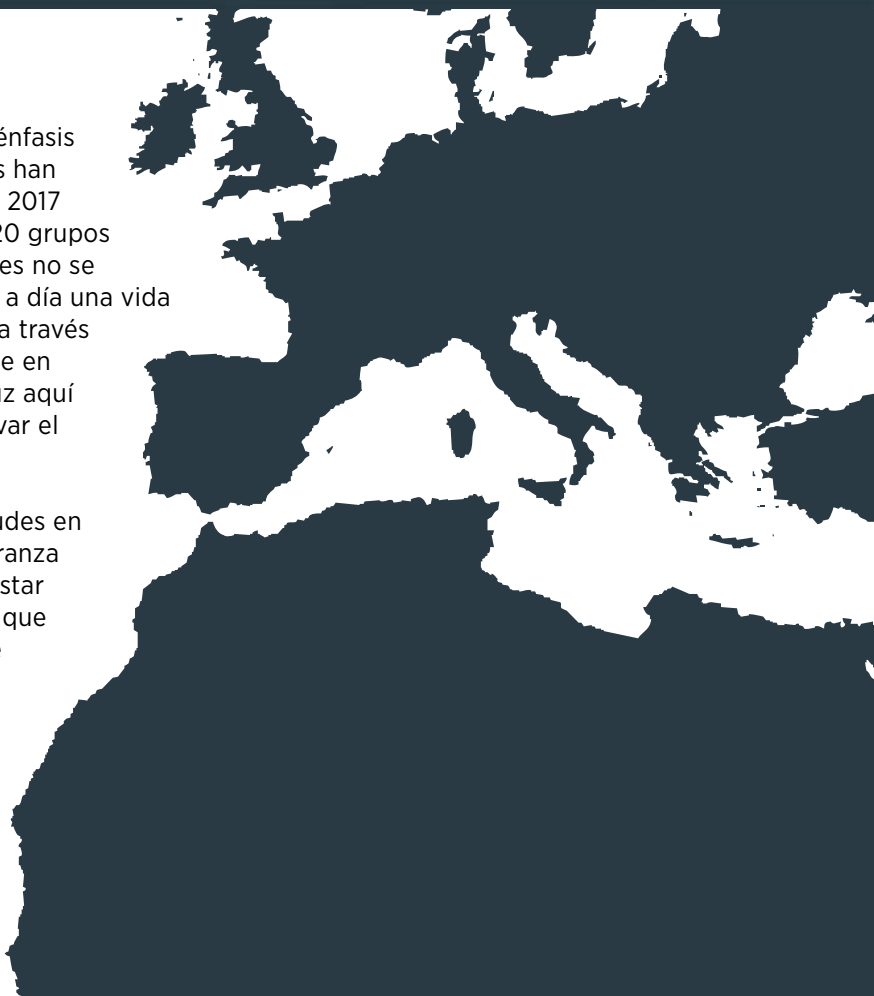 énfasis
s han
2017
20 grupos
es no se
a día una vida
a través
e en
uz aquí
var el
udes en
ranza
star
que